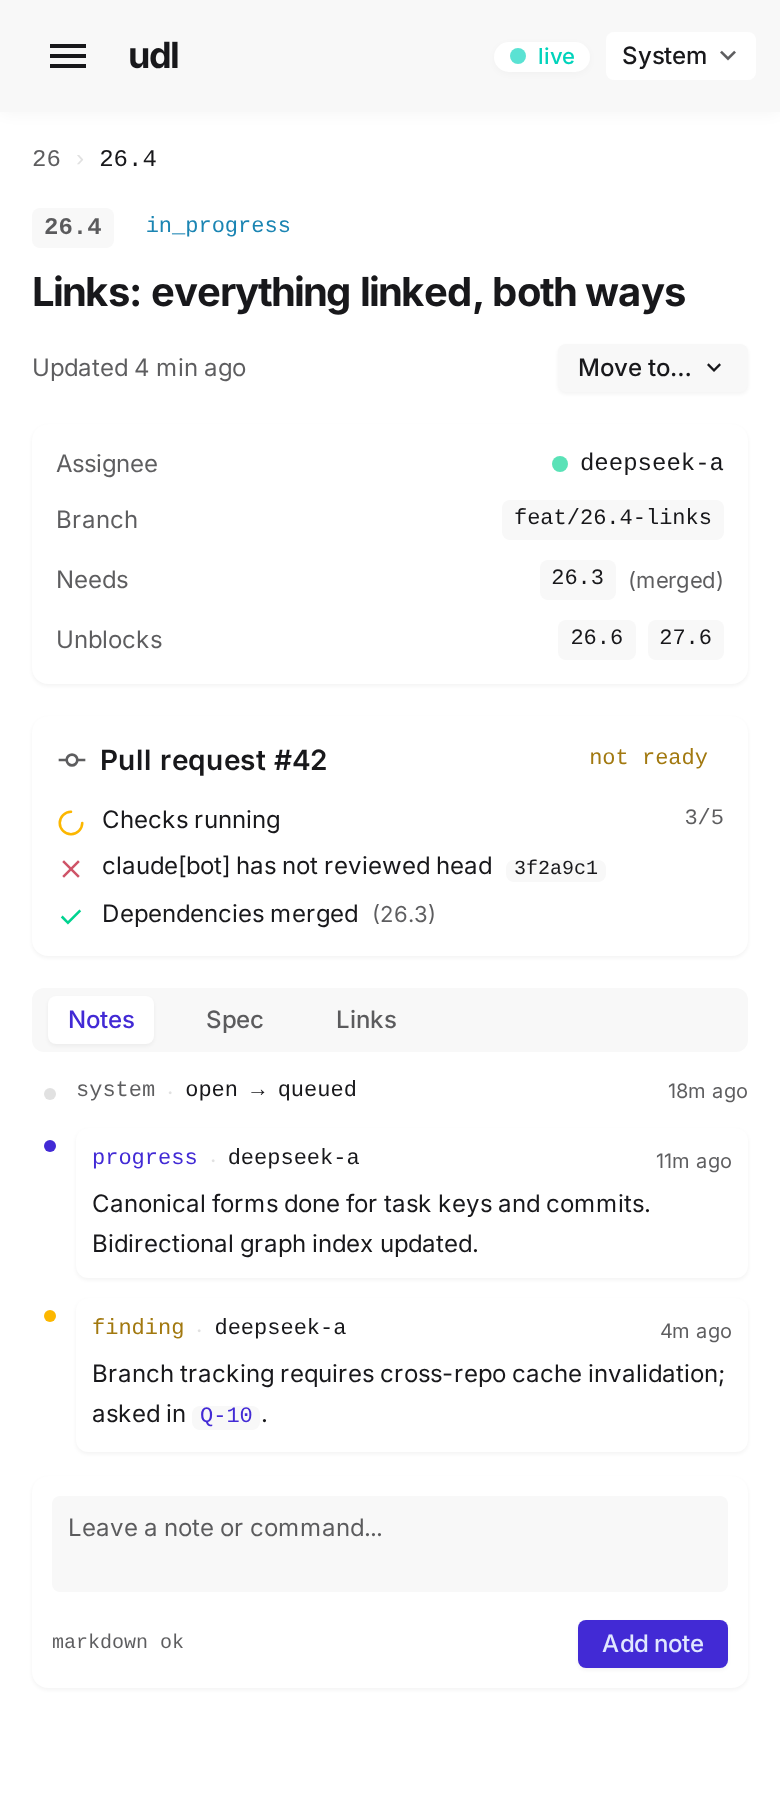 udl
live
System
26 › 26.4
26.4 in_progress
Links: everything linked, both ways
Updated 4 min ago
Move to...
Assignee deepseek-a
Branch feat/26.4-links
Needs 26.3 (merged)
Unblocks 26.6 27.6
Pull request #42 not ready
Checks running 3/5
claude[bot] has not reviewed head 3f2a9c1
Dependencies merged (26.3)
Notes Spec Links
system · open → queued 18m ago
progress · deepseek-a 11m ago
Canonical forms done for task keys and commits.
Bidirectional graph index updated.
finding · deepseek-a 4m ago
Branch tracking requires cross-repo cache invalidation;
asked in Q-10.
Leave a note or command...
markdown ok
Add note